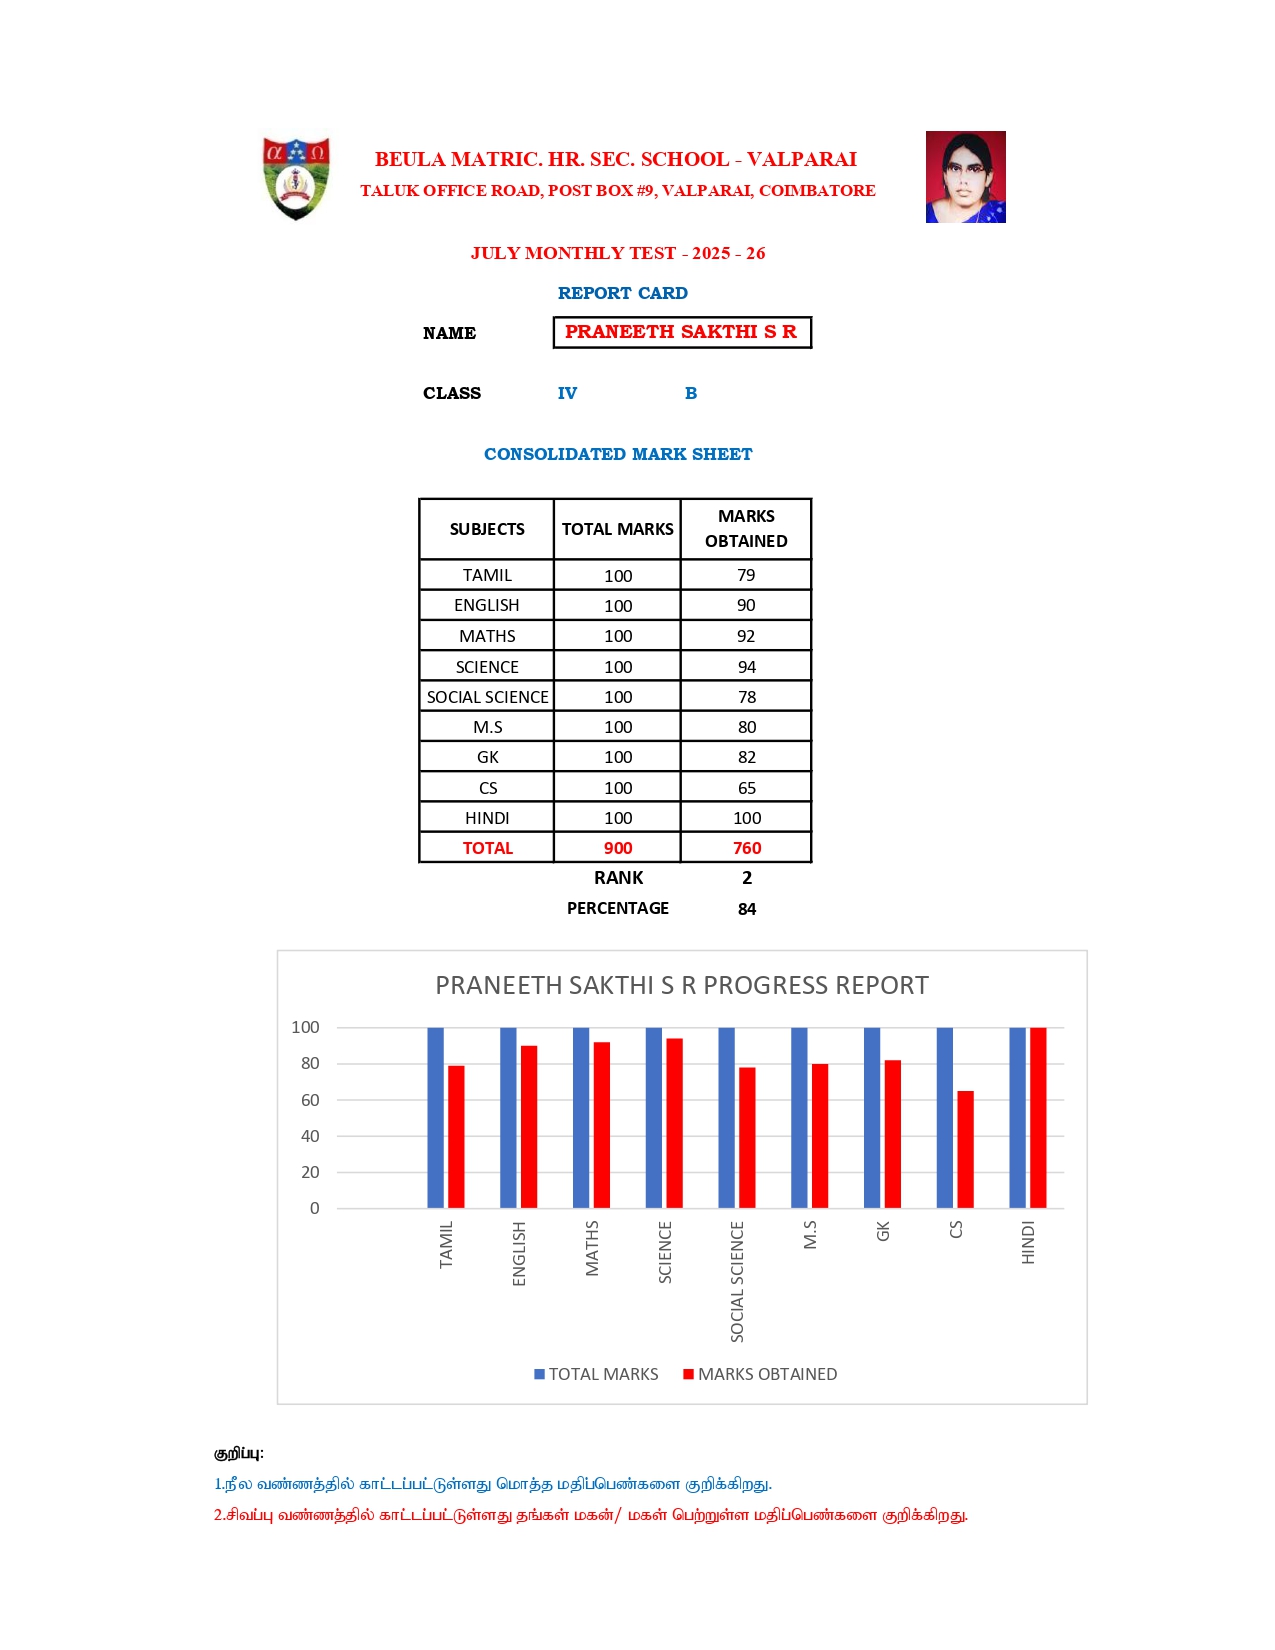 α Ω
BEULA MATRIC. HR. SEC. SCHOOL - VALPARAI
TALUK OFFICE ROAD, POST BOX #9, VALPARAI, COIMBATORE
JULY MONTHLY TEST - 2025 - 26
REPORT CARD
NAME PRANEETH SAKTHI S R
CLASS IV B
CONSOLIDATED MARK SHEET
SUBJECTS TOTAL MARKS MARKS OBTAINED
TAMIL 100 79
ENGLISH 100 90
MATHS 100 92
SCIENCE 100 94
SOCIAL SCIENCE 100 78
M.S 100 80
GK 100 82
CS 100 65
HINDI 100 100
TOTAL 900 760
RANK 2
PERCENTAGE 84
PRANEETH SAKTHI S R PROGRESS REPORT
100
80
60
40
20
0
TAMIL ENGLISH MATHS SCIENCE SOCIAL SCIENCE M.S GK CS HINDI
TOTAL MARKS MARKS OBTAINED
குறிப்பு:
1.நீல வண்ணத்தில் காட்டப்பட்டுள்ளது மொத்த மதிப்பெண்களை குறிக்கிறது.
2.சிவப்பு வண்ணத்தில் காட்டப்பட்டுள்ளது தங்கள் மகன்/ மகள் பெற்றுள்ள மதிப்பெண்களை குறிக்கிறது.